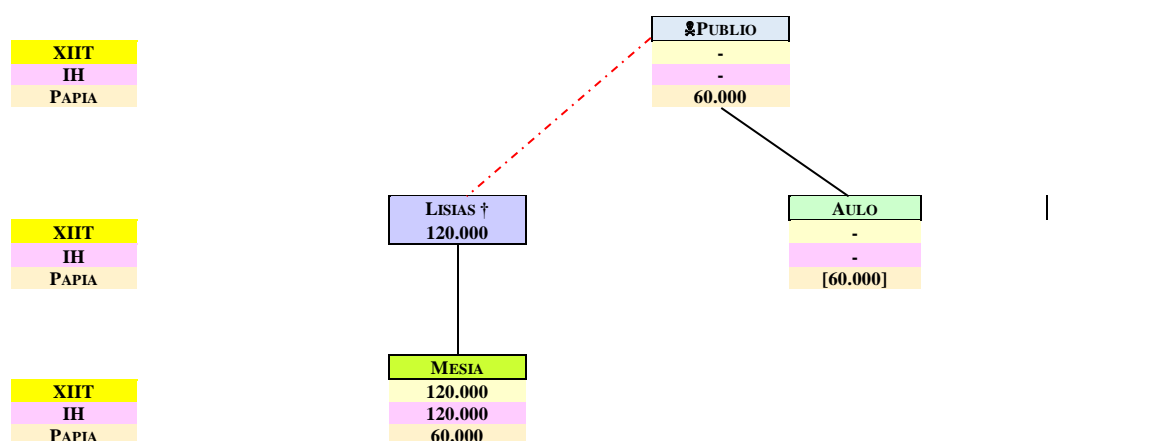 ☠PUBLIO
XIIT -
IH -
PAPIA 60.000
LISIAS † AULO
XIIT 120.000 -
IH -
PAPIA [60.000]
MESIA
XIIT 120.000
IH 120.000
PAPIA 60.000